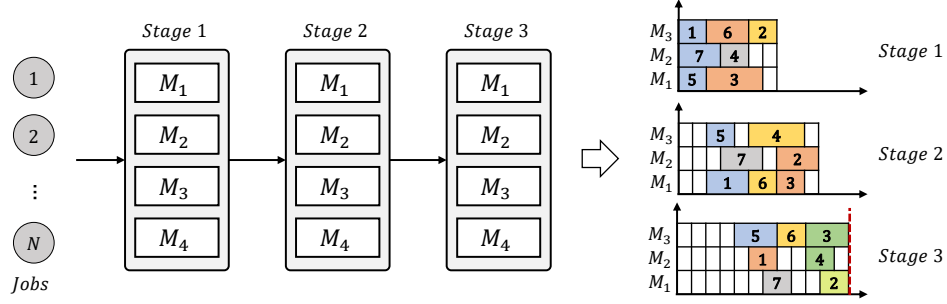 Stage 1
Stage 2
Stage 3
1
2
⋮
N
Jobs
M₁
M₂
M₃
M₄
M₁
M₂
M₃
M₄
M₁
M₂
M₃
M₄
M₃ 1 6 2
M₂ 7 4
M₁ 5 3
Stage 1
M₃ 5 4
M₂ 7 2
M₁ 1 6 3
Stage 2
M₃ 5 6 3
M₂ 1 4
M₁ 7 2
Stage 3